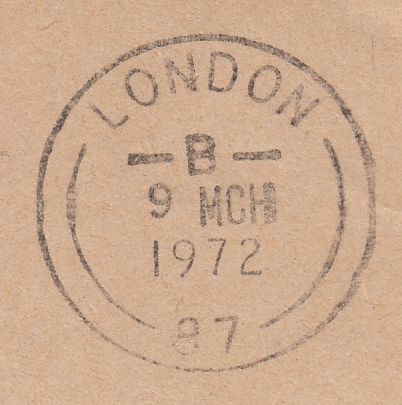 LONDON
— B —
9 MCH
1972
87